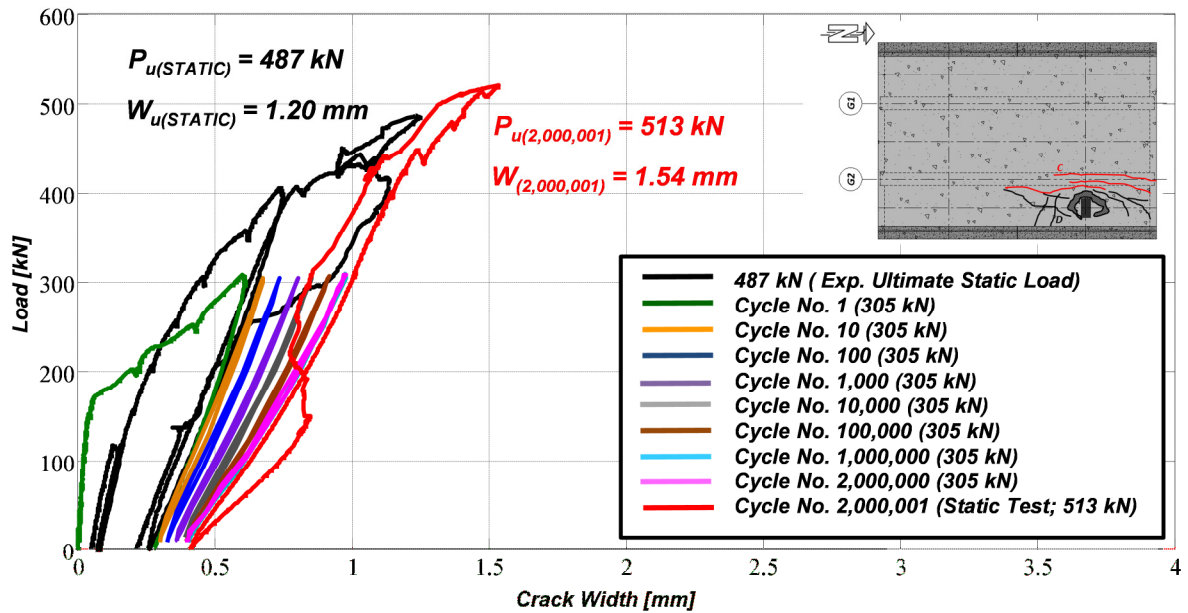 600
500
400
300
200
100
0
Load [kN]
0
0.5
1
1.5
2
2.5
3
3.5
4
Crack Width [mm]
Pu(STATIC) = 487 kN
Wu(STATIC) = 1.20 mm
Pu(2,000,001) = 513 kN
W(2,000,001) = 1.54 mm
N
G1
G2
C
D
487 kN ( Exp. Ultimate Static Load)
Cycle No. 1 (305 kN)
Cycle No. 10 (305 kN)
Cycle No. 100 (305 kN)
Cycle No. 1,000 (305 kN)
Cycle No. 10,000 (305 kN)
Cycle No. 100,000 (305 kN)
Cycle No. 1,000,000 (305 kN)
Cycle No. 2,000,000 (305 kN)
Cycle No. 2,000,001 (Static Test; 513 kN)